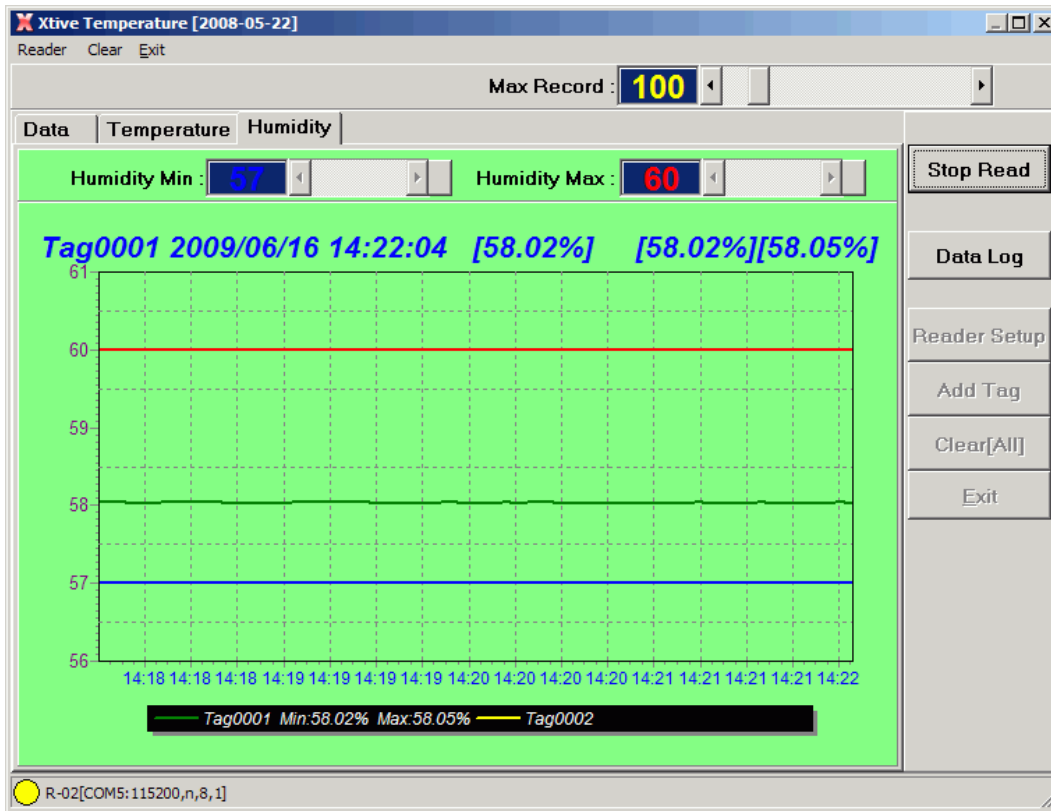 Xtive Temperature [2008-05-22]
Reader Clear Exit
Max Record : 100
Data Temperature Humidity
Humidity Min : 57 Humidity Max : 60
Stop Read
Tag0001 2009/06/16 14:22:04 [58.02%] [58.02%][58.05%]
Data Log
Reader Setup
Add Tag
Clear[All]
Exit
61
60
59
58
57
56
14:18 14:18 14:18 14:19 14:19 14:19 14:19 14:20 14:20 14:20 14:20 14:21 14:21 14:21 14:21 14:22
Tag0001 Min:58.02% Max:58.05% Tag0002
R-02[COM5:115200,n,8,1]